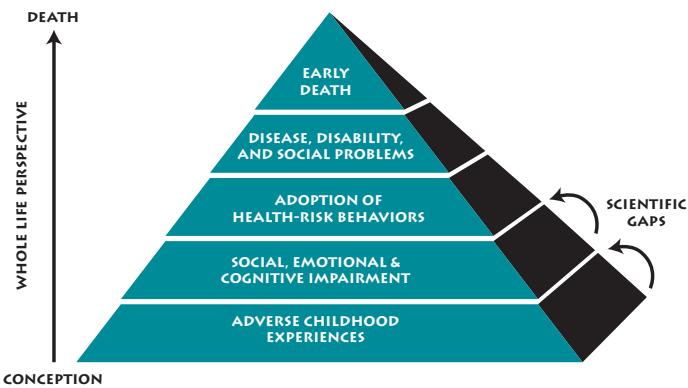 DEATH
EARLY
DEATH
DISEASE, DISABILITY,
AND SOCIAL PROBLEMS
ADOPTION OF
HEALTH-RISK BEHAVIORS
SOCIAL, EMOTIONAL &
COGNITIVE IMPAIRMENT
ADVERSE CHILDHOOD
EXPERIENCES
SCIENTIFIC
GAPS
WHOLE LIFE PERSPECTIVE
CONCEPTION